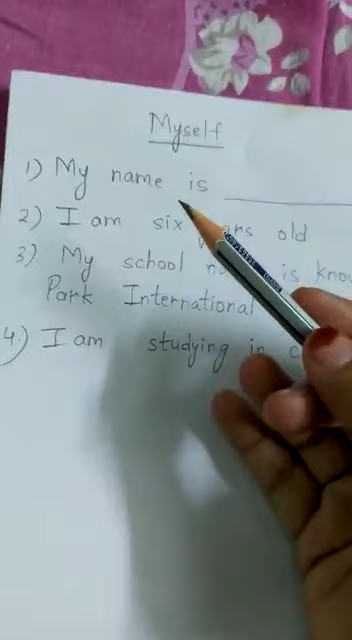 Myself
1) My name is
2) I am six old
3) My school is
Park International
4.) I am studying in